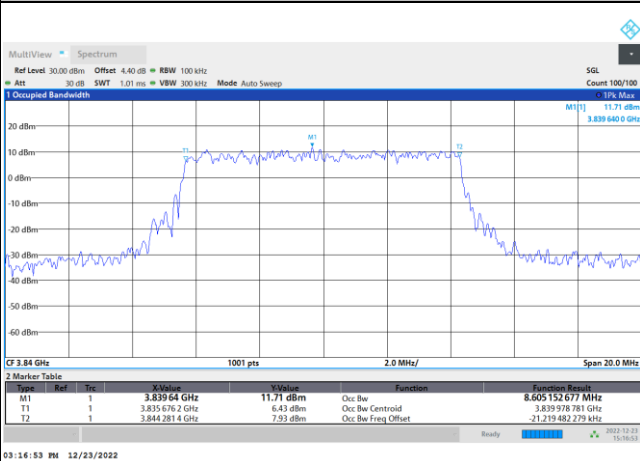 MultiView Spectrum
Ref Level 30.00 dBm Offset 4.40 dB RBW 100 kHz SGL
Att 30 dB SWT 1.01 ms VBW 300 kHz Mode Auto Sweep Count 100/100
1 Occupied Bandwidth 1Pk Max
M1[1] 11.71 dBm
3.839 640 0 GHz
20 dBm
M1
T1 T2
10 dBm
0 dBm
-10 dBm
-20 dBm
-30 dBm
-40 dBm
-50 dBm
-60 dBm
CF 3.84 GHz 1001 pts 2.0 MHz/ Span 20.0 MHz
2 Marker Table
Type Ref Trc X-Value Y-Value Function Function Result
M1 1 3.839 64 GHz 11.71 dBm Occ Bw 8.605 152 677 MHz
T1 1 3.835 676 2 GHz 6.43 dBm Occ Bw Centroid 3.839 978 781 GHz
T2 1 3.844 281 4 GHz 7.93 dBm Occ Bw Freq Offset -21.219 482 279 kHz
Ready 2022-12-23
15:16:53
03:16:53 PM 12/23/2022